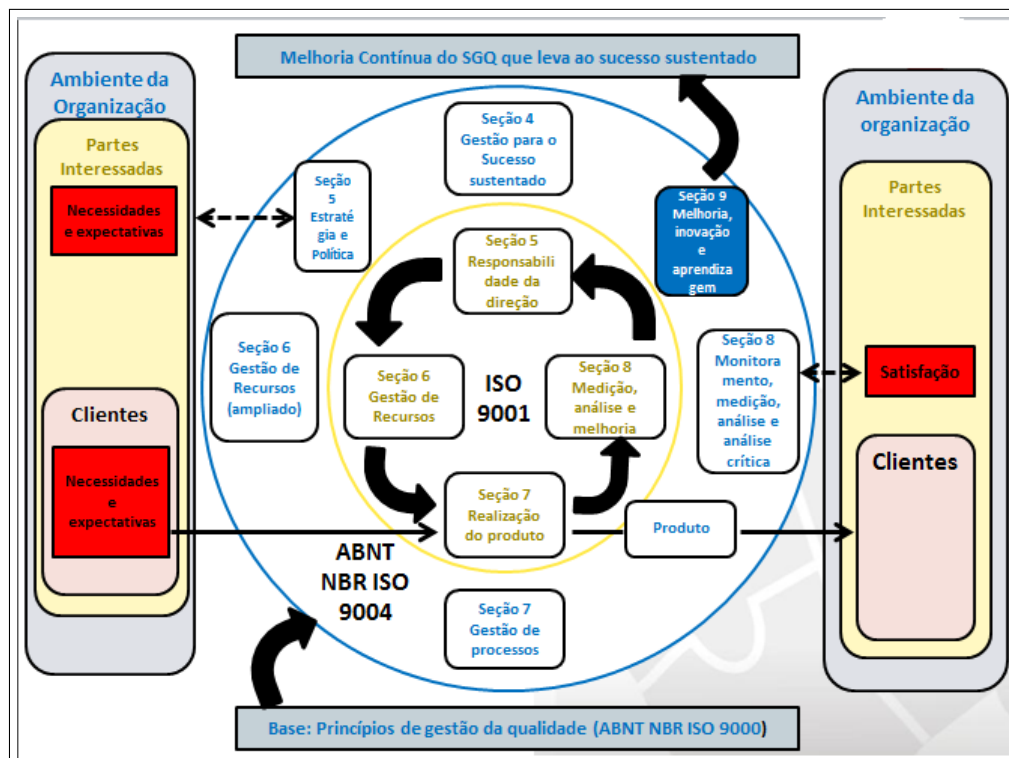 Melhoria Contínua do SGQ que leva ao sucesso sustentado
Ambiente da
Organização
Partes
Interessadas
Necessidades
e expectativas
Clientes
Necessidades
e
expectativas
Seção 4
Gestão para o
Sucesso
sustentado
Seção
5
Estraté
gia e
Política
Seção 9
Melhoria,
inovação
e
aprendiza
gem
Seção 5
Responsabili
dade da
direção
Seção 6
Gestão de
Recursos
(ampliado)
Seção 6
Gestão de
Recursos
ISO
9001
Seção 8
Medição,
análise e
melhoria
Seção 8
Monitora
mento,
medição,
análise e
análise
crítica
Seção 7
Realização
do produto
Produto
ABNT
NBR ISO
9004
Seção 7
Gestão de
processos
Ambiente da
organização
Partes
Interessadas
Satisfação
Clientes
Base: Princípios de gestão da qualidade (ABNT NBR ISO 9000)